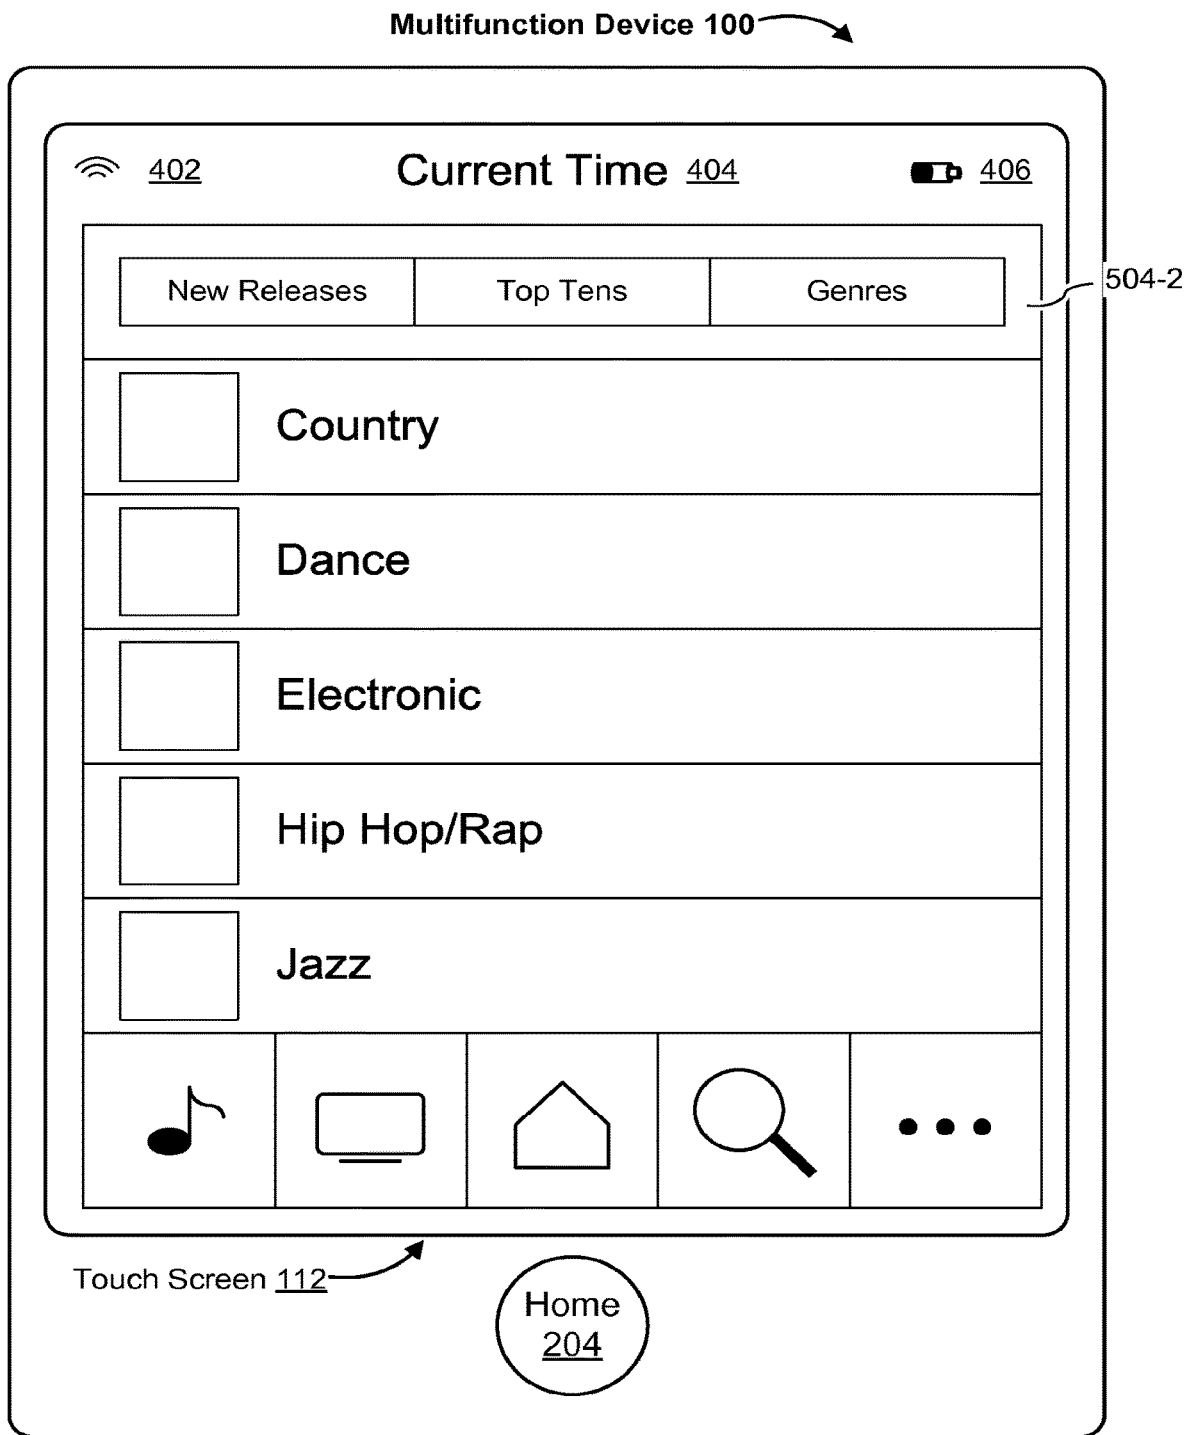 Multifunction Device 100
402 Current Time 404 406
New Releases Top Tens Genres 504-2
Country
Dance
Electronic
Hip Hop/Rap
Jazz
Touch Screen 112
Home
204